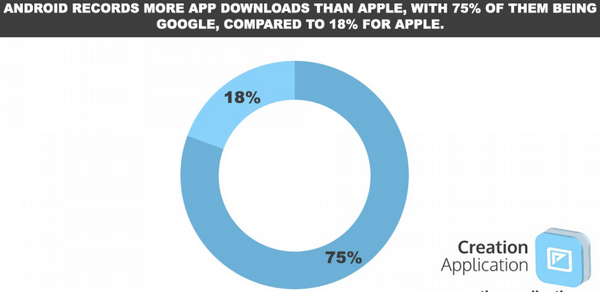 ANDROID RECORDS MORE APP DOWNLOADS THAN APPLE, WITH 75% OF THEM BEING
GOOGLE, COMPARED TO 18% FOR APPLE.
18%
75%
Creation
Application